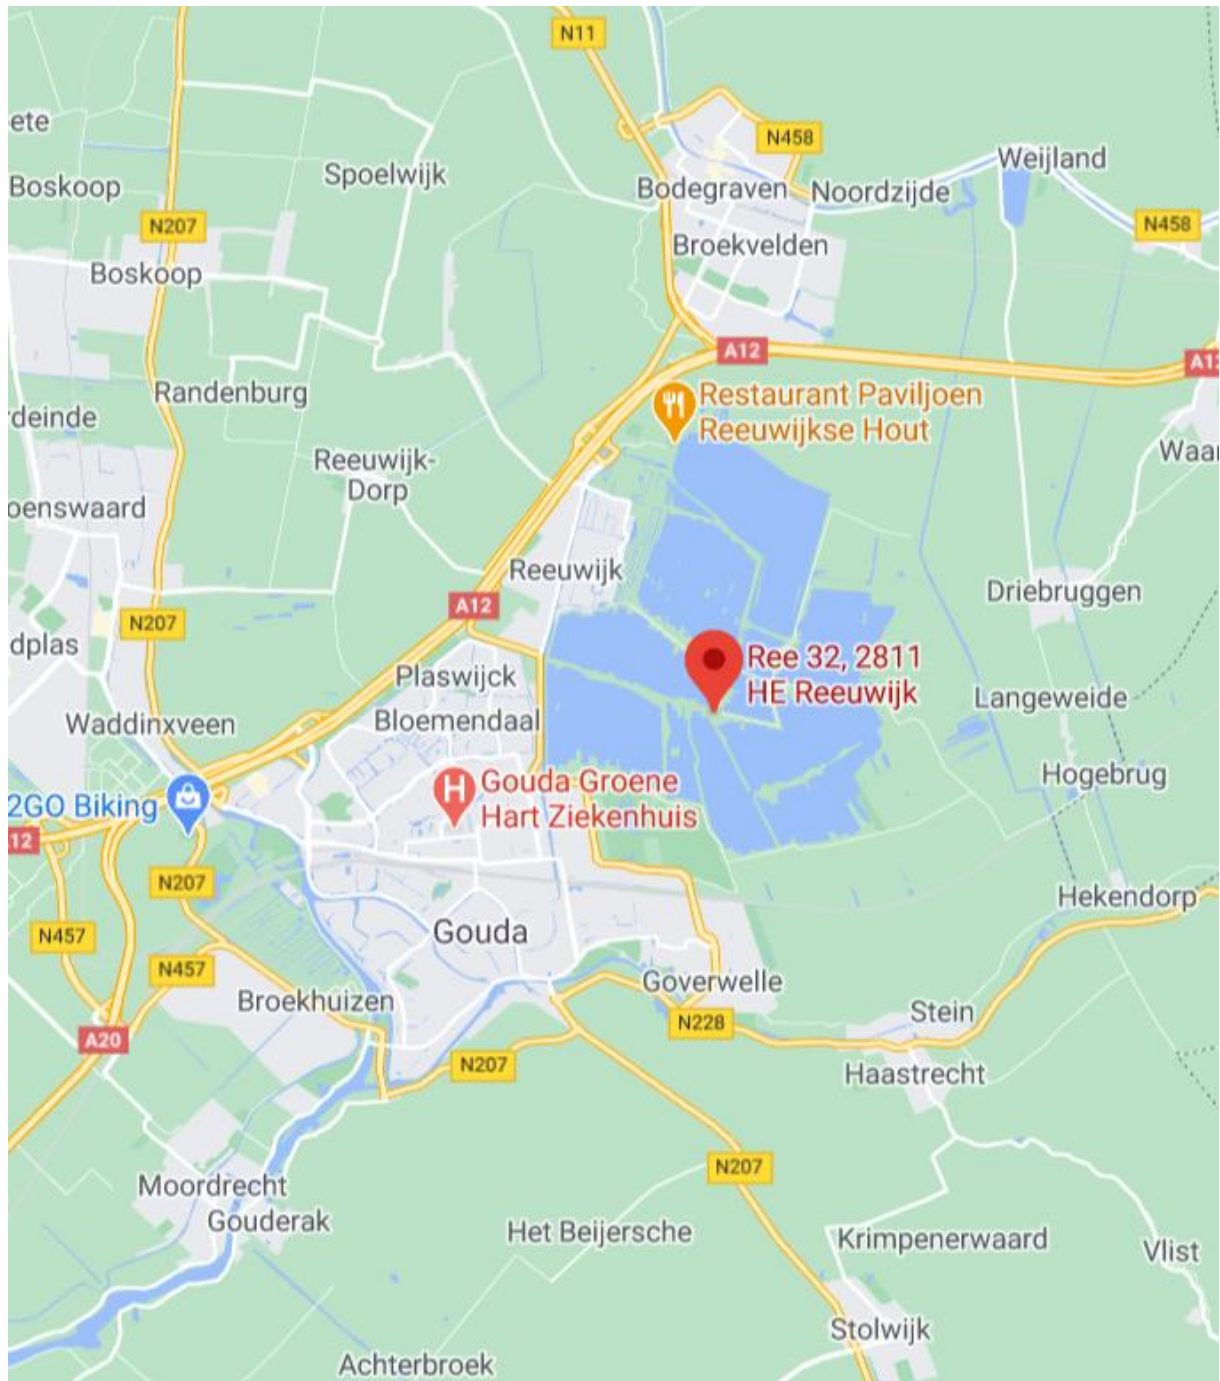 N11
ete
N458
Weijland
Spoelwijk
Boskoop
Bodegraven
Noordzijde
N207
N458
Broekvelden
Boskoop
A12
Randenburg
Restaurant Paviljoen
Reeuwijkse Hout
rdeinde
Waar
Reeuwijk-
Dorp
oenswaard
Reeuwijk
Driebruggen
A12
N207
dplas
Ree 32, 2811
HE Reeuwijk
Plaswijck
Langeweide
Waddinxveen
Bloemendaal
Hogebrug
Gouda Groene
Hart Ziekenhuis
2GO Biking
12
N207
Hekendorp
N457
Gouda
N457
Goverwelle
Broekhuizen
Stein
N228
A20
N207
Haastrecht
N207
Moordrecht
Gouderak
Het Beijersche
Krimpenerwaard
Vlist
Stolwijk
Achterbroek